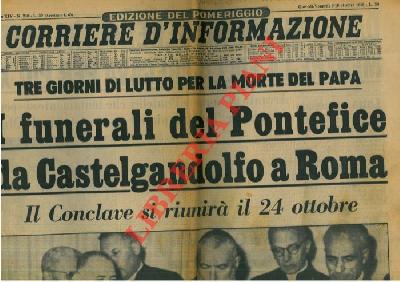 EDIZIONE DEL POMERIGGIO
CORRIERE D'INFORMAZIONE
TRE GIORNI DI LUTTO PER LA MORTE DEL PAPA
I funerali del Pontefice
da Castelgandolfo a Roma
Il Conclave si riunirà il 24 ottobre
LIBRERIA PIANI